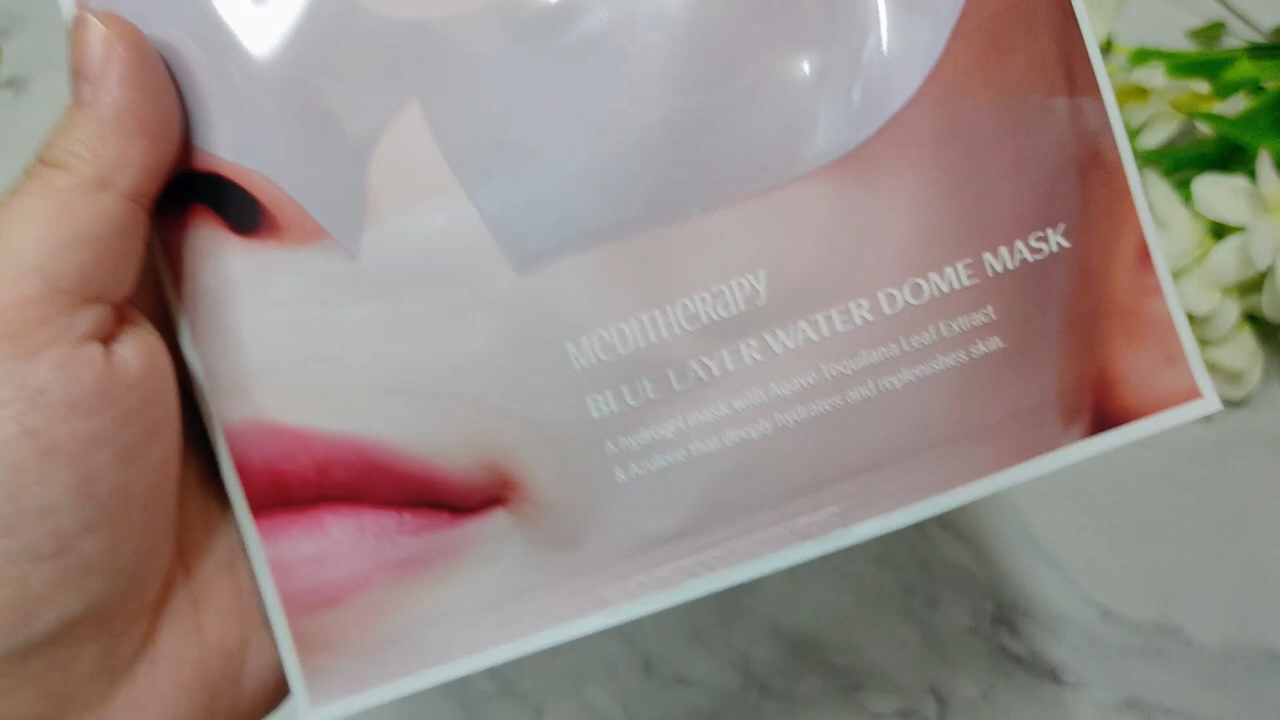 MEDITHERAPY
BLUE LAYER WATER DOME MASK
A hydrogel mask with Agave Tequilana Leaf Extract
& Azulene that deeply hydrates and replenishes skin.